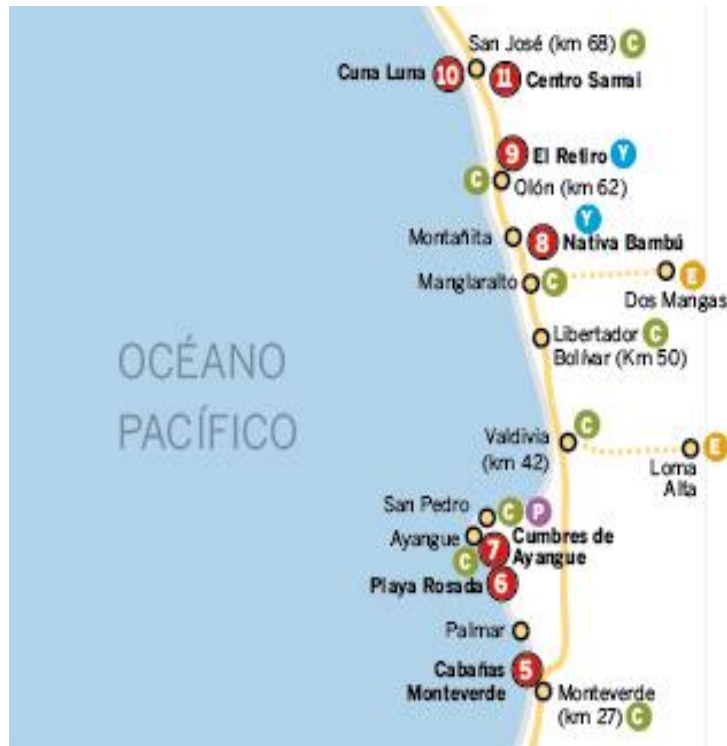 San José (km 68) C
Cuna Luna 10
11 Centro Samai
9 El Retiro Y
C Olón (km 62)
Y
Montañita
8 Nativa Bambú
Manglaralto C
E
Dos Mangas
Libertador C
Bolívar (Km 50)
OCÉANO
PACÍFICO
C
Valdivia
(km 42)
E
Loma
Alta
San Pedro C P
Ayangue
7 Cumbres de
Ayangue
C
Playa Rosada 6
Palmar
Cabañas
Monteverde 5
Monteverde
(km 27) C